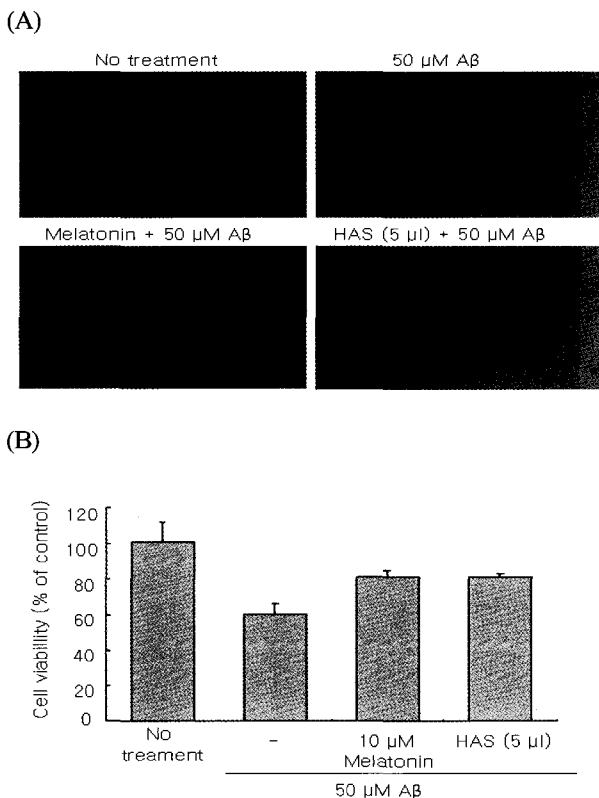 (A)
No treatment
50 μM Aβ
Melatonin + 50 μM Aβ
HAS (5 μl) + 50 μM Aβ
(B)
Cell viabillity (% of control)
120
100
80
60
40
20
0
No
treament
-
10 μM
Melatonin
HAS (5 μl)
50 μM Aβ